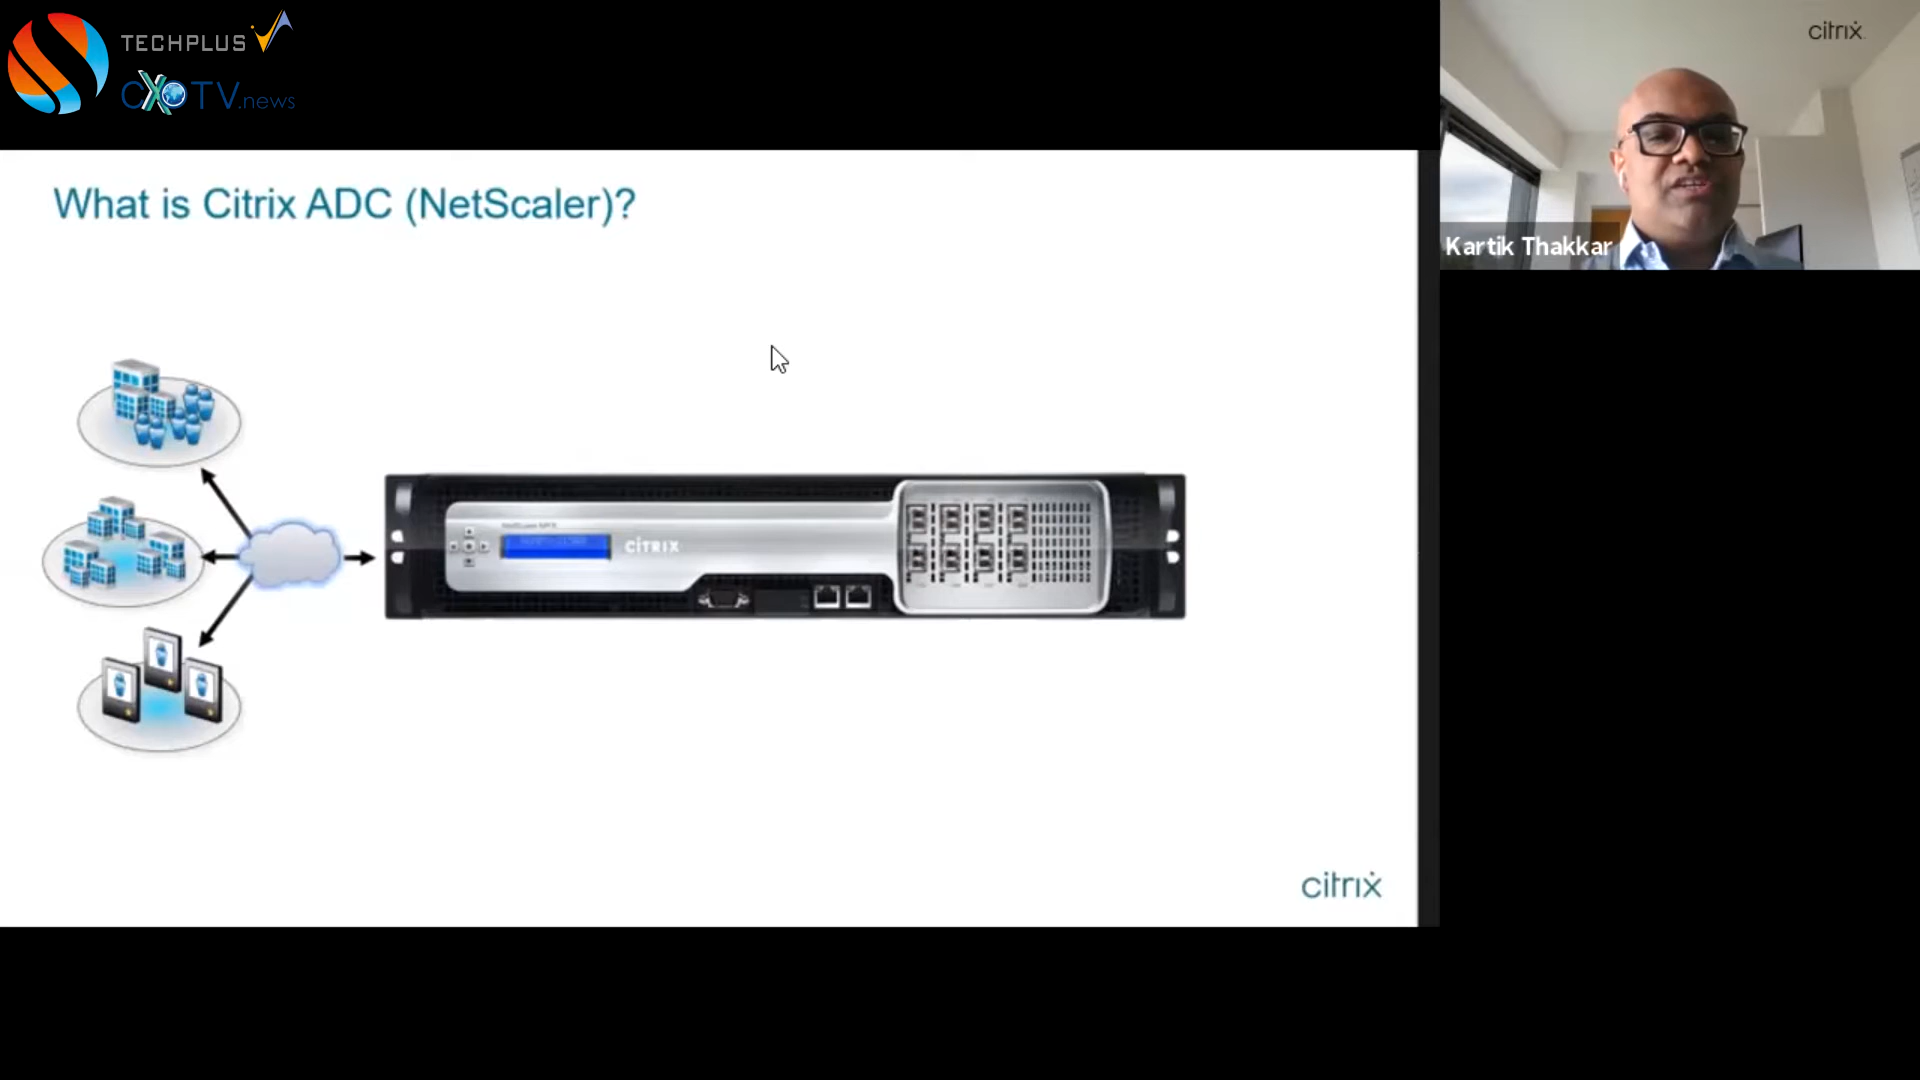 TECHPLUS
CXOTV.news
citrix
Kartik Thakkar
What is Citrix ADC (NetScaler)?
CITRIX
citrix